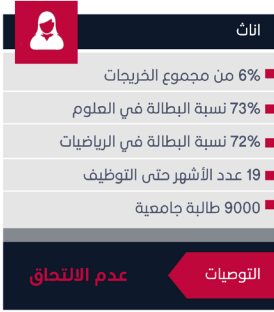 اناث
6% من مجموع الخريجات
73% نسبة البطالة في العلوم
72% نسبة البطالة في الرياضيات
19 عدد الأشهر حتى التوظيف
9000 طالبة جامعية
التوصيات
عدم الالتحاق